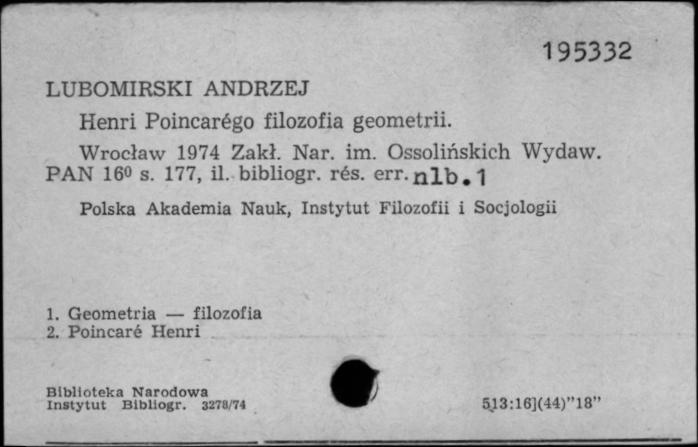 195332
LUBOMIRSKI ANDRZEJ
Henri Poincarégo filozofia geometrii.
Wrocław 1974 Zakł. Nar. im. Ossolińskich Wydaw.
PAN 16⁰ s. 177, il. bibliogr. rés. err. nlb.1
Polska Akademia Nauk, Instytut Filozofii i Socjologii
1. Geometria — filozofia
2. Poincaré Henri
Biblioteka Narodowa
Instytut Bibliogr. 3278/74
513:16](44)”18”